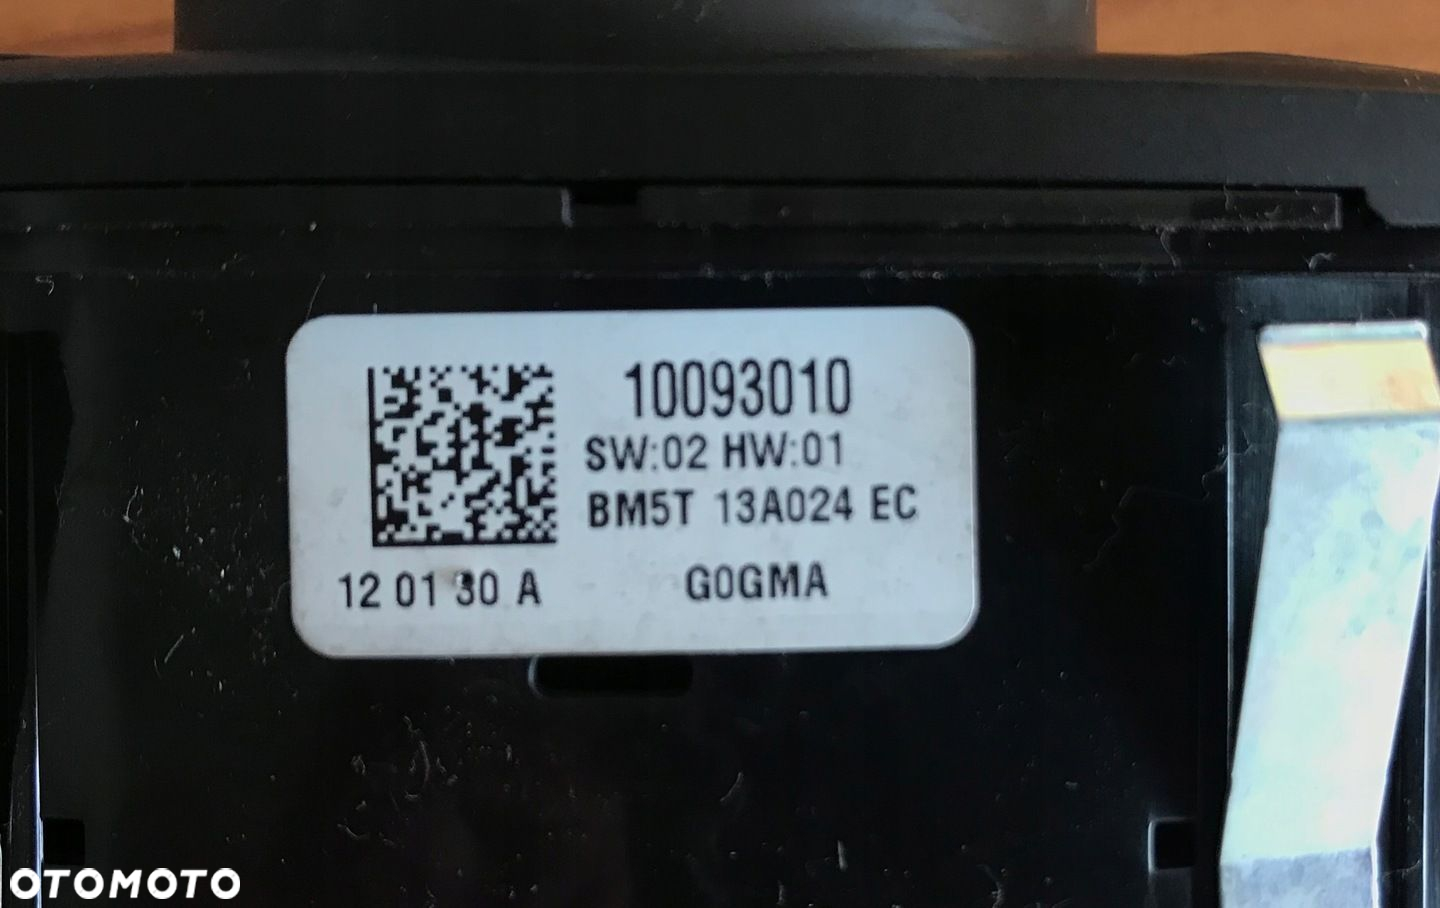 10093010
SW:02 HW:01
BM5T 13A024 EC
12 01 30 A
G0GMA
OTOMOTO